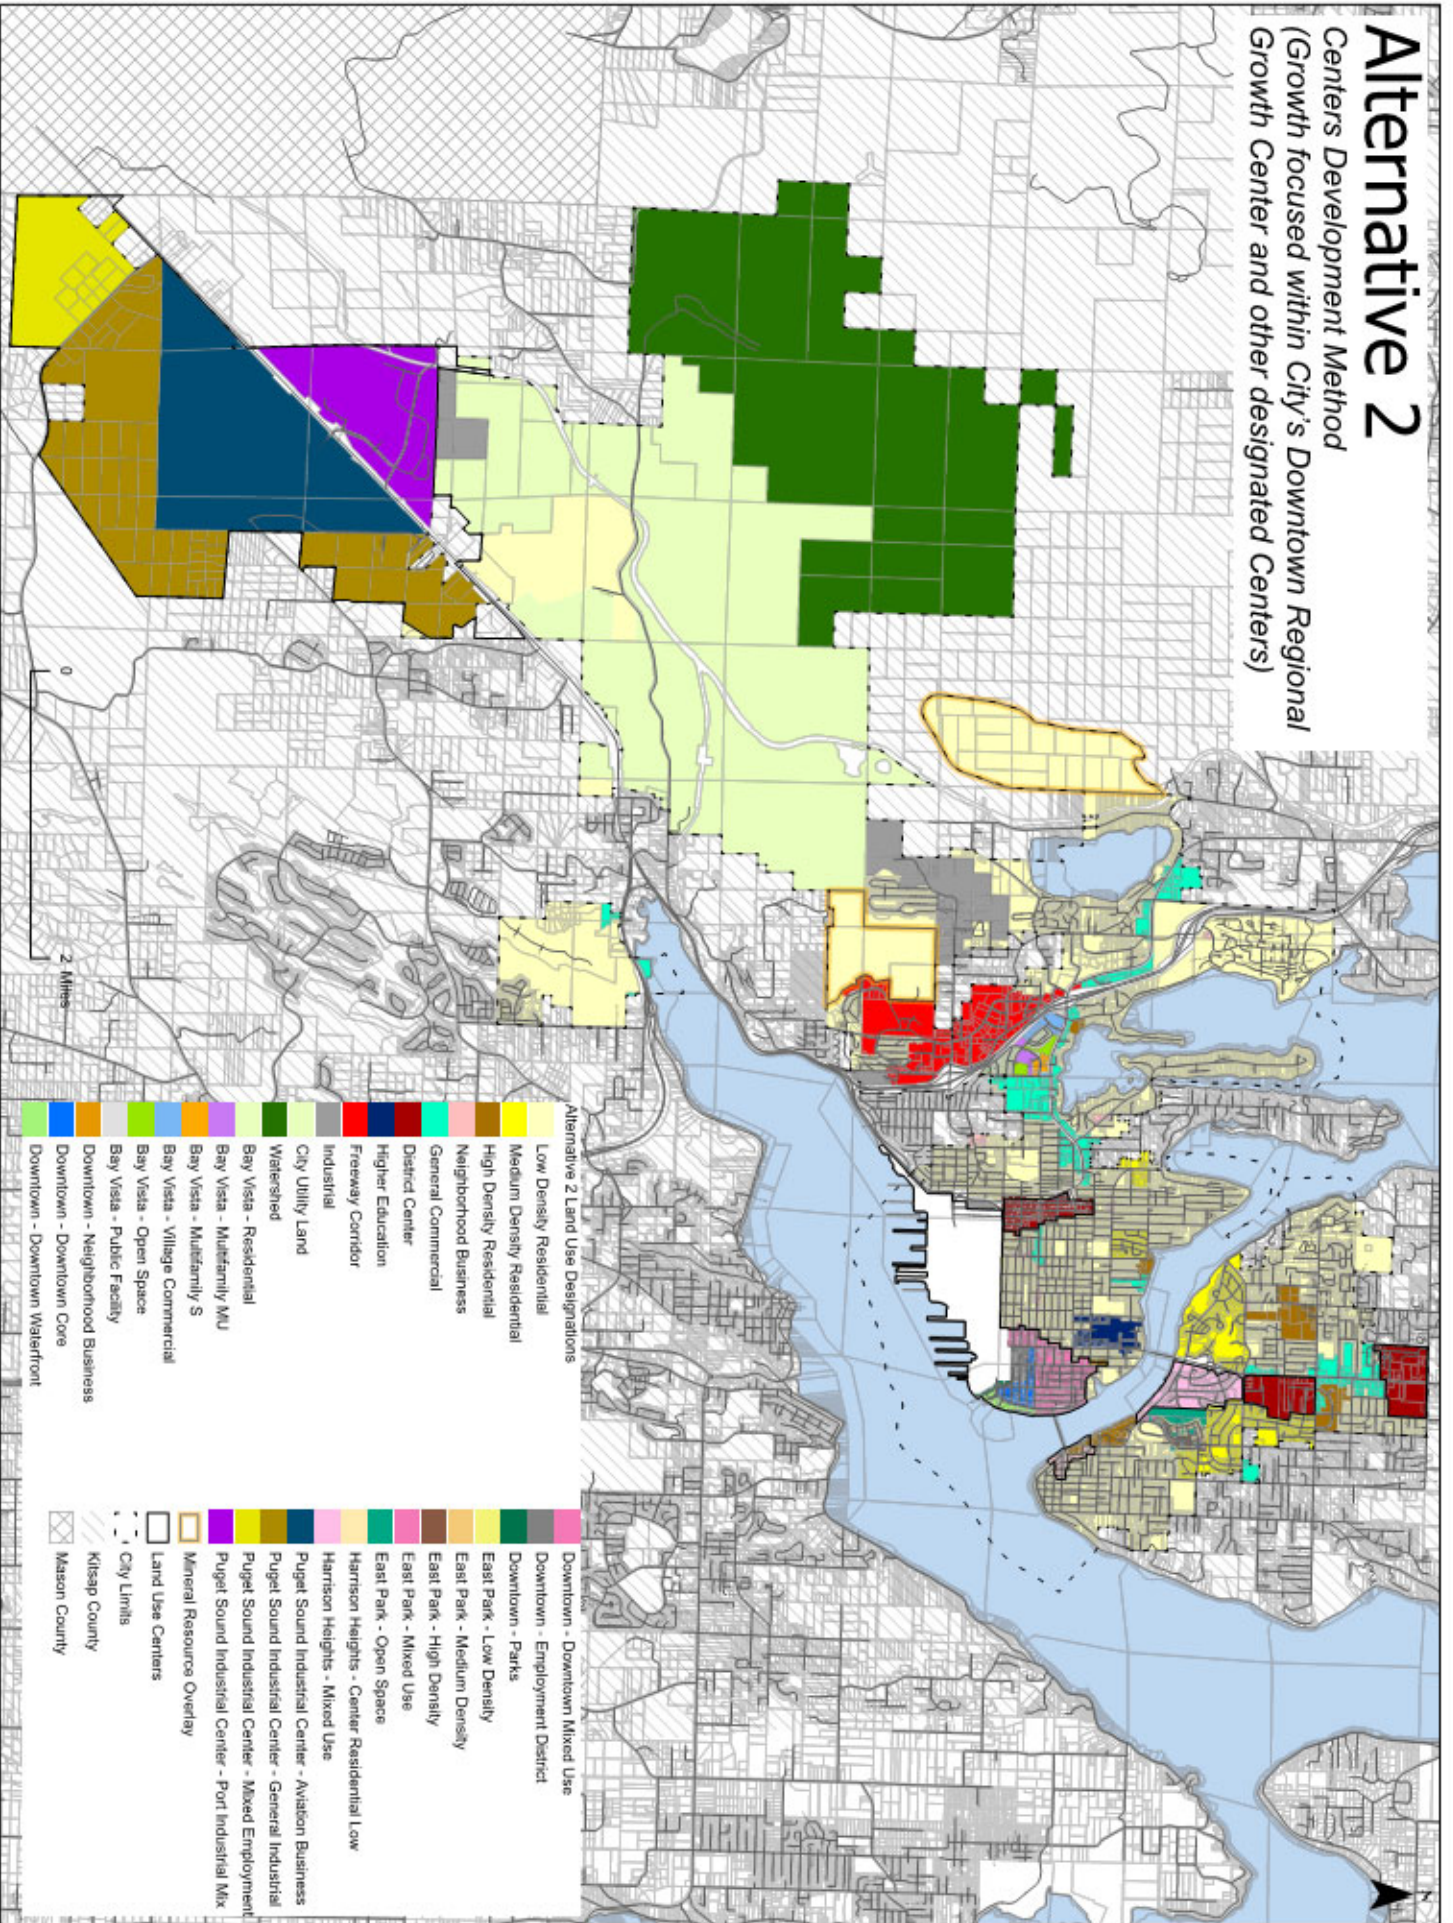 Alternative 2
Centers Development Method
(Growth focused within City's Downtown Regional
Growth Center and other designated Centers)
N
0
2 Miles
Alternative 2 Land Use Designations
Low Density Residential
Medium Density Residential
High Density Residential
Neighborhood Business
General Commercial
District Center
Higher Education
Freeway Corridor
Industrial
City Utility Land
Watershed
Bay Vista - Residential
Bay Vista - Multifamily MU
Bay Vista - Multifamily S
Bay Vista - Village Commercial
Bay Vista - Open Space
Bay Vista - Public Facility
Downtown - Neighborhood Business
Downtown - Downtown Core
Downtown - Downtown Waterfront
Downtown - Downtown Mixed Use
Downtown - Employment District
Downtown - Parks
East Park - Low Density
East Park - Medium Density
East Park - High Density
East Park - Mixed Use
East Park - Open Space
Harrison Heights - Center Residential Low
Harrison Heights - Mixed Use
Puget Sound Industrial Center - Aviation Business
Puget Sound Industrial Center - General Industrial
Puget Sound Industrial Center - Mixed Employment
Puget Sound Industrial Center - Port Industrial Mix
Mineral Resource Overlay
Land Use Centers
City Limits
Kitsap County
Mason County